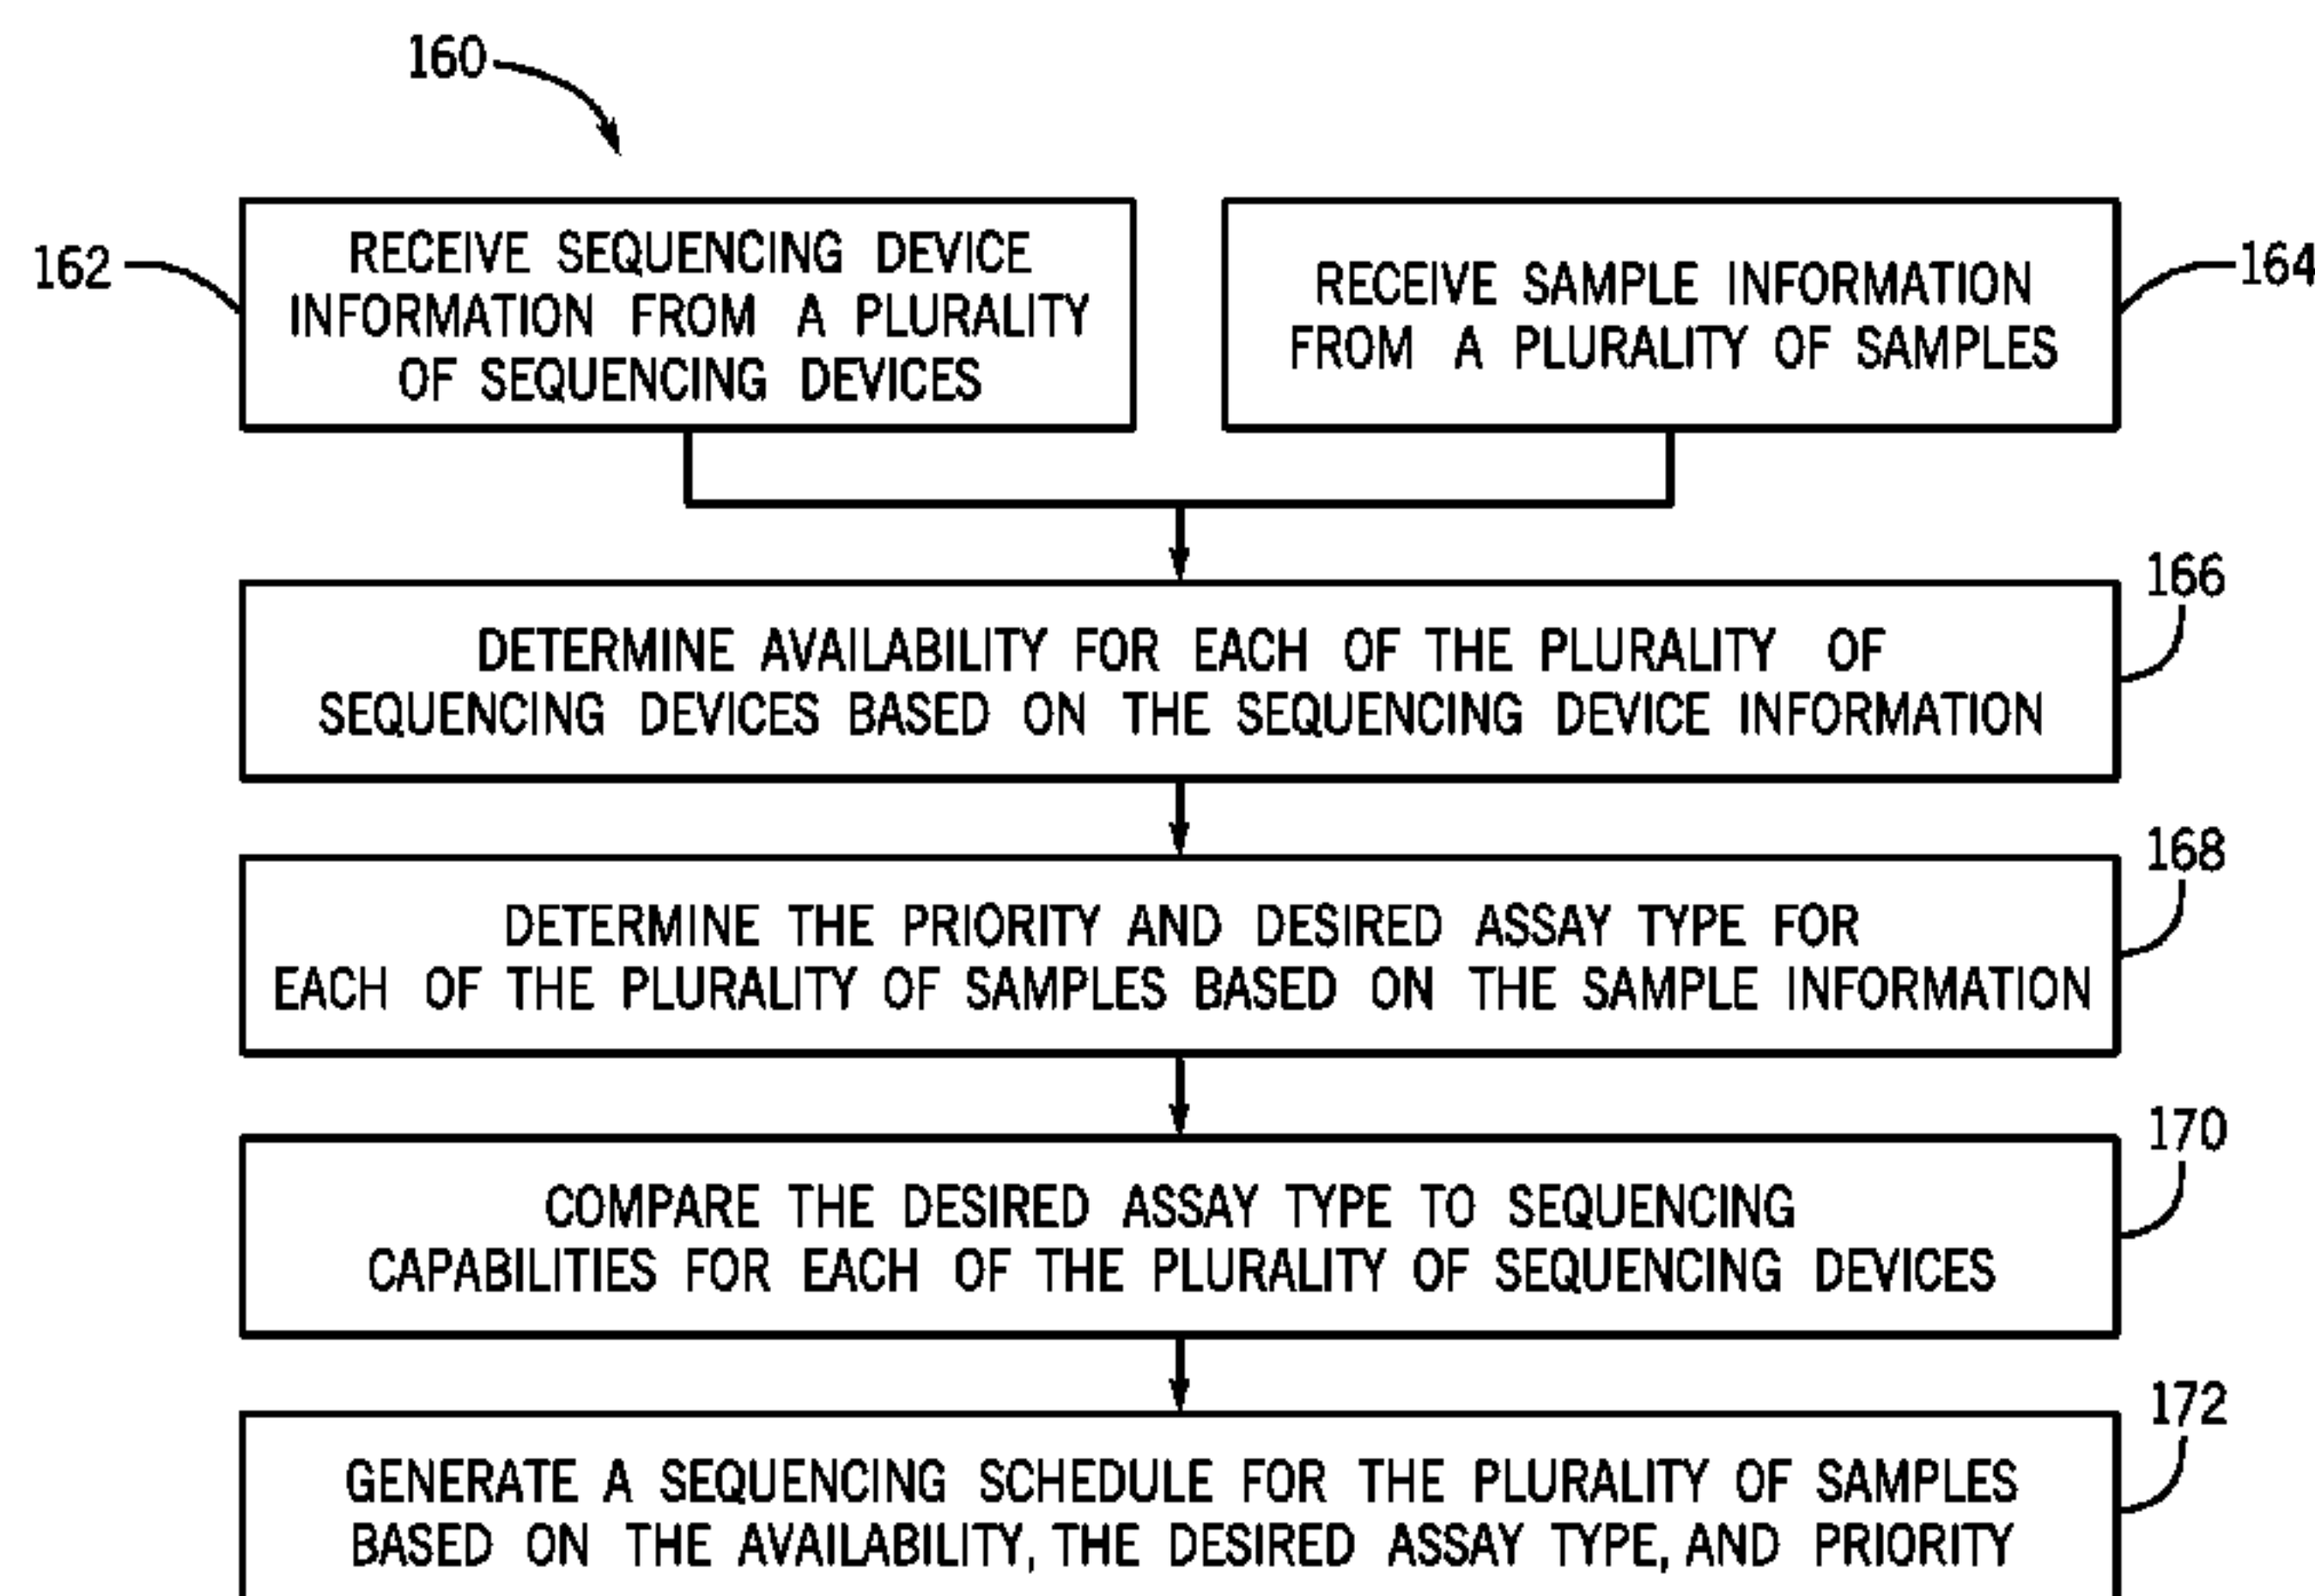 160
162
RECEIVE SEQUENCING DEVICE
INFORMATION FROM A PLURALITY
OF SEQUENCING DEVICES
RECEIVE SAMPLE INFORMATION
FROM A PLURALITY OF SAMPLES
164
166
DETERMINE AVAILABILITY FOR EACH OF THE PLURALITY OF
SEQUENCING DEVICES BASED ON THE SEQUENCING DEVICE INFORMATION
168
DETERMINE THE PRIORITY AND DESIRED ASSAY TYPE FOR
EACH OF THE PLURALITY OF SAMPLES BASED ON THE SAMPLE INFORMATION
170
COMPARE THE DESIRED ASSAY TYPE TO SEQUENCING
CAPABILITIES FOR EACH OF THE PLURALITY OF SEQUENCING DEVICES
172
GENERATE A SEQUENCING SCHEDULE FOR THE PLURALITY OF SAMPLES
BASED ON THE AVAILABILITY, THE DESIRED ASSAY TYPE, AND PRIORITY